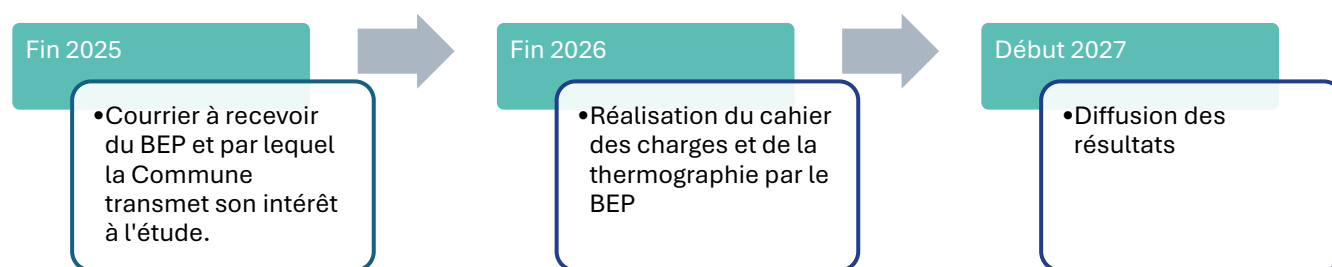 Fin 2025
•Courrier à recevoir
du BEP et par lequel
la Commune
transmet son intérêt
à l'étude.
Fin 2026
•Réalisation du cahier
des charges et de la
thermographie par le
BEP
Début 2027
•Diffusion des
résultats